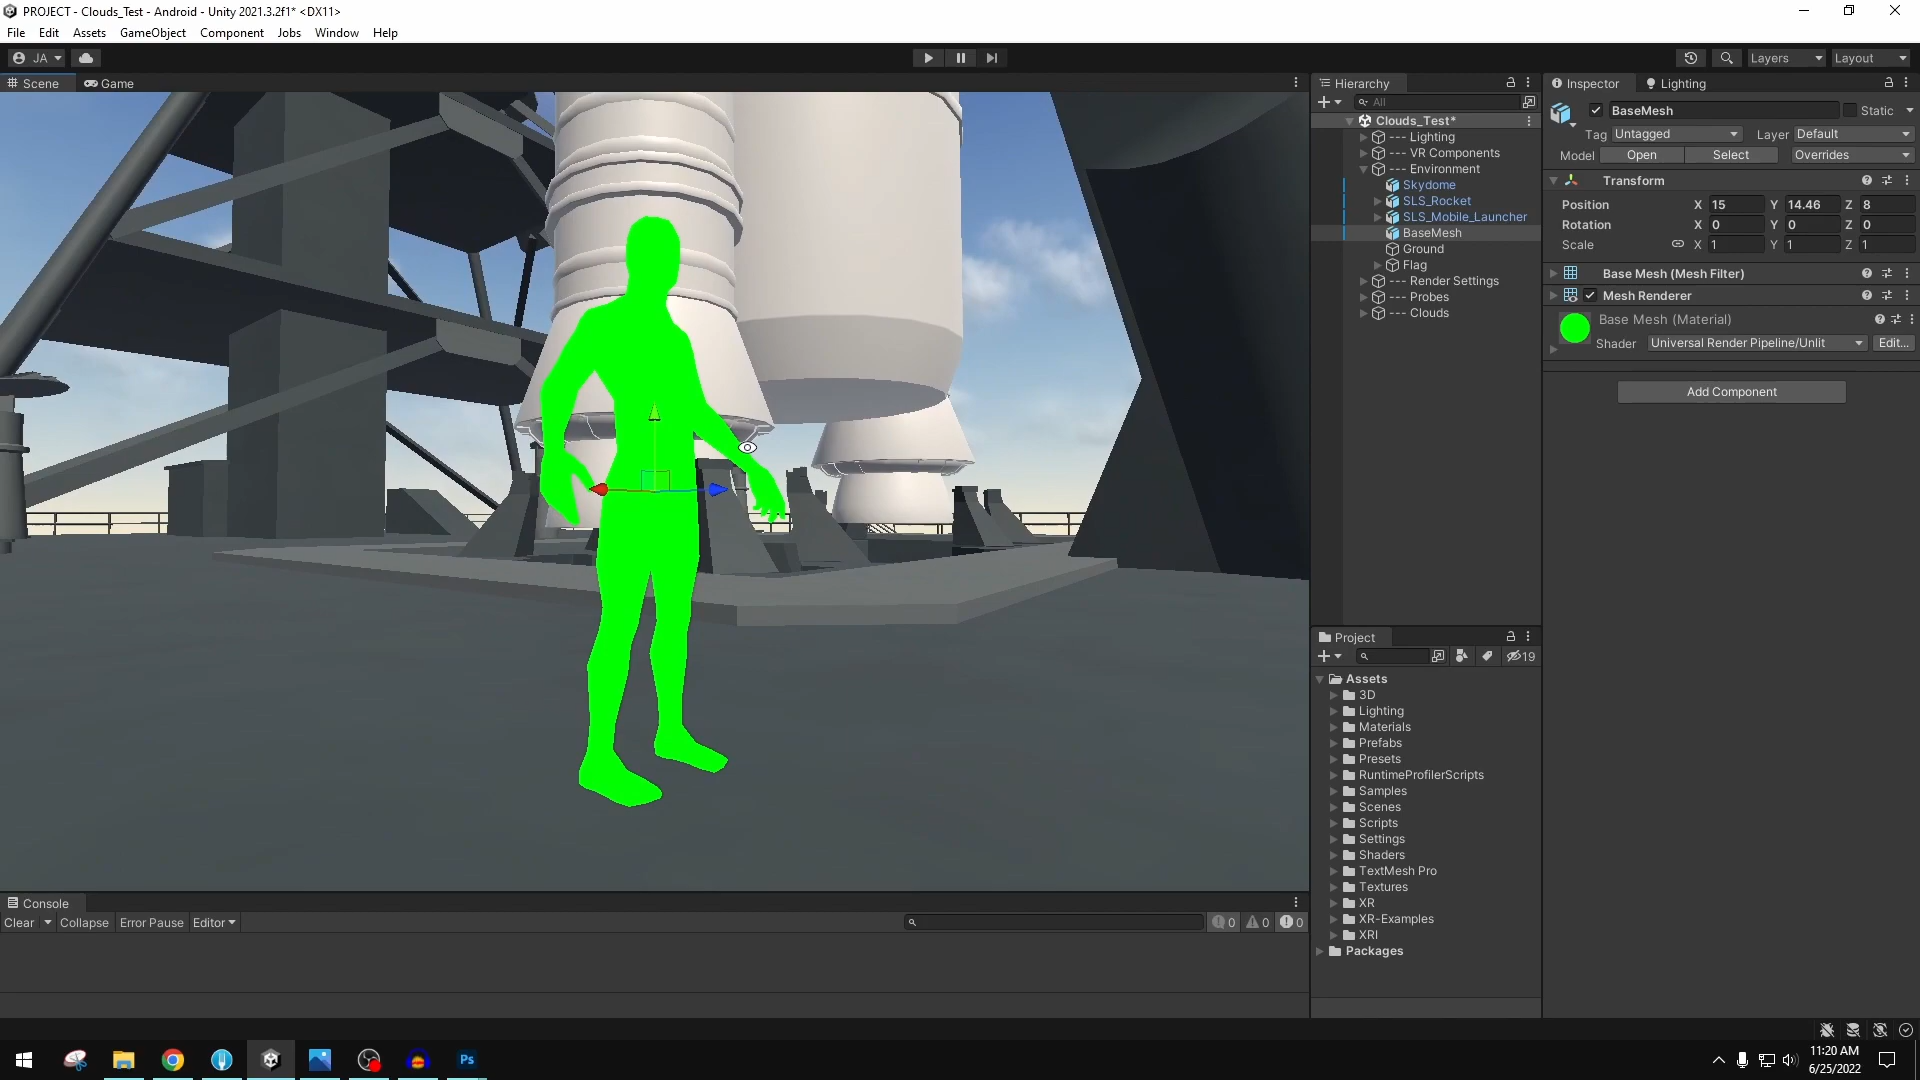 PROJECT - Clouds_Test - Android - Unity 2021.3.2f1* <DX11>
File Edit Assets GameObject Component Jobs Window Help
JA Layers Layout
Scene Game
Hierarchy
All
Clouds_Test*
--- Lighting
--- VR Components
--- Environment
Skydome
SLS_Rocket
SLS_Mobile_Launcher
BaseMesh
Ground
Flag
--- Render Settings
--- Probes
--- Clouds
Inspector Lighting
BaseMesh Static
Tag Untagged Layer Default
Model Open Select Overrides
Transform
Position X 15 Y 14.46 Z 8
Rotation X 0 Y 0 Z 0
Scale X 1 Y 1 Z 1
Base Mesh (Mesh Filter)
Mesh Renderer
Base Mesh (Material)
Shader Universal Render Pipeline/Unlit Edit...
Add Component
Project
19
Assets
3D
Lighting
Materials
Prefabs
Presets
RuntimeProfilerScripts
Samples
Scenes
Scripts
Settings
Shaders
TextMesh Pro
Textures
XR
XR-Examples
XRI
Packages
Console
Clear Collapse Error Pause Editor 0 0 0
Ps
11:20 AM
6/25/2022